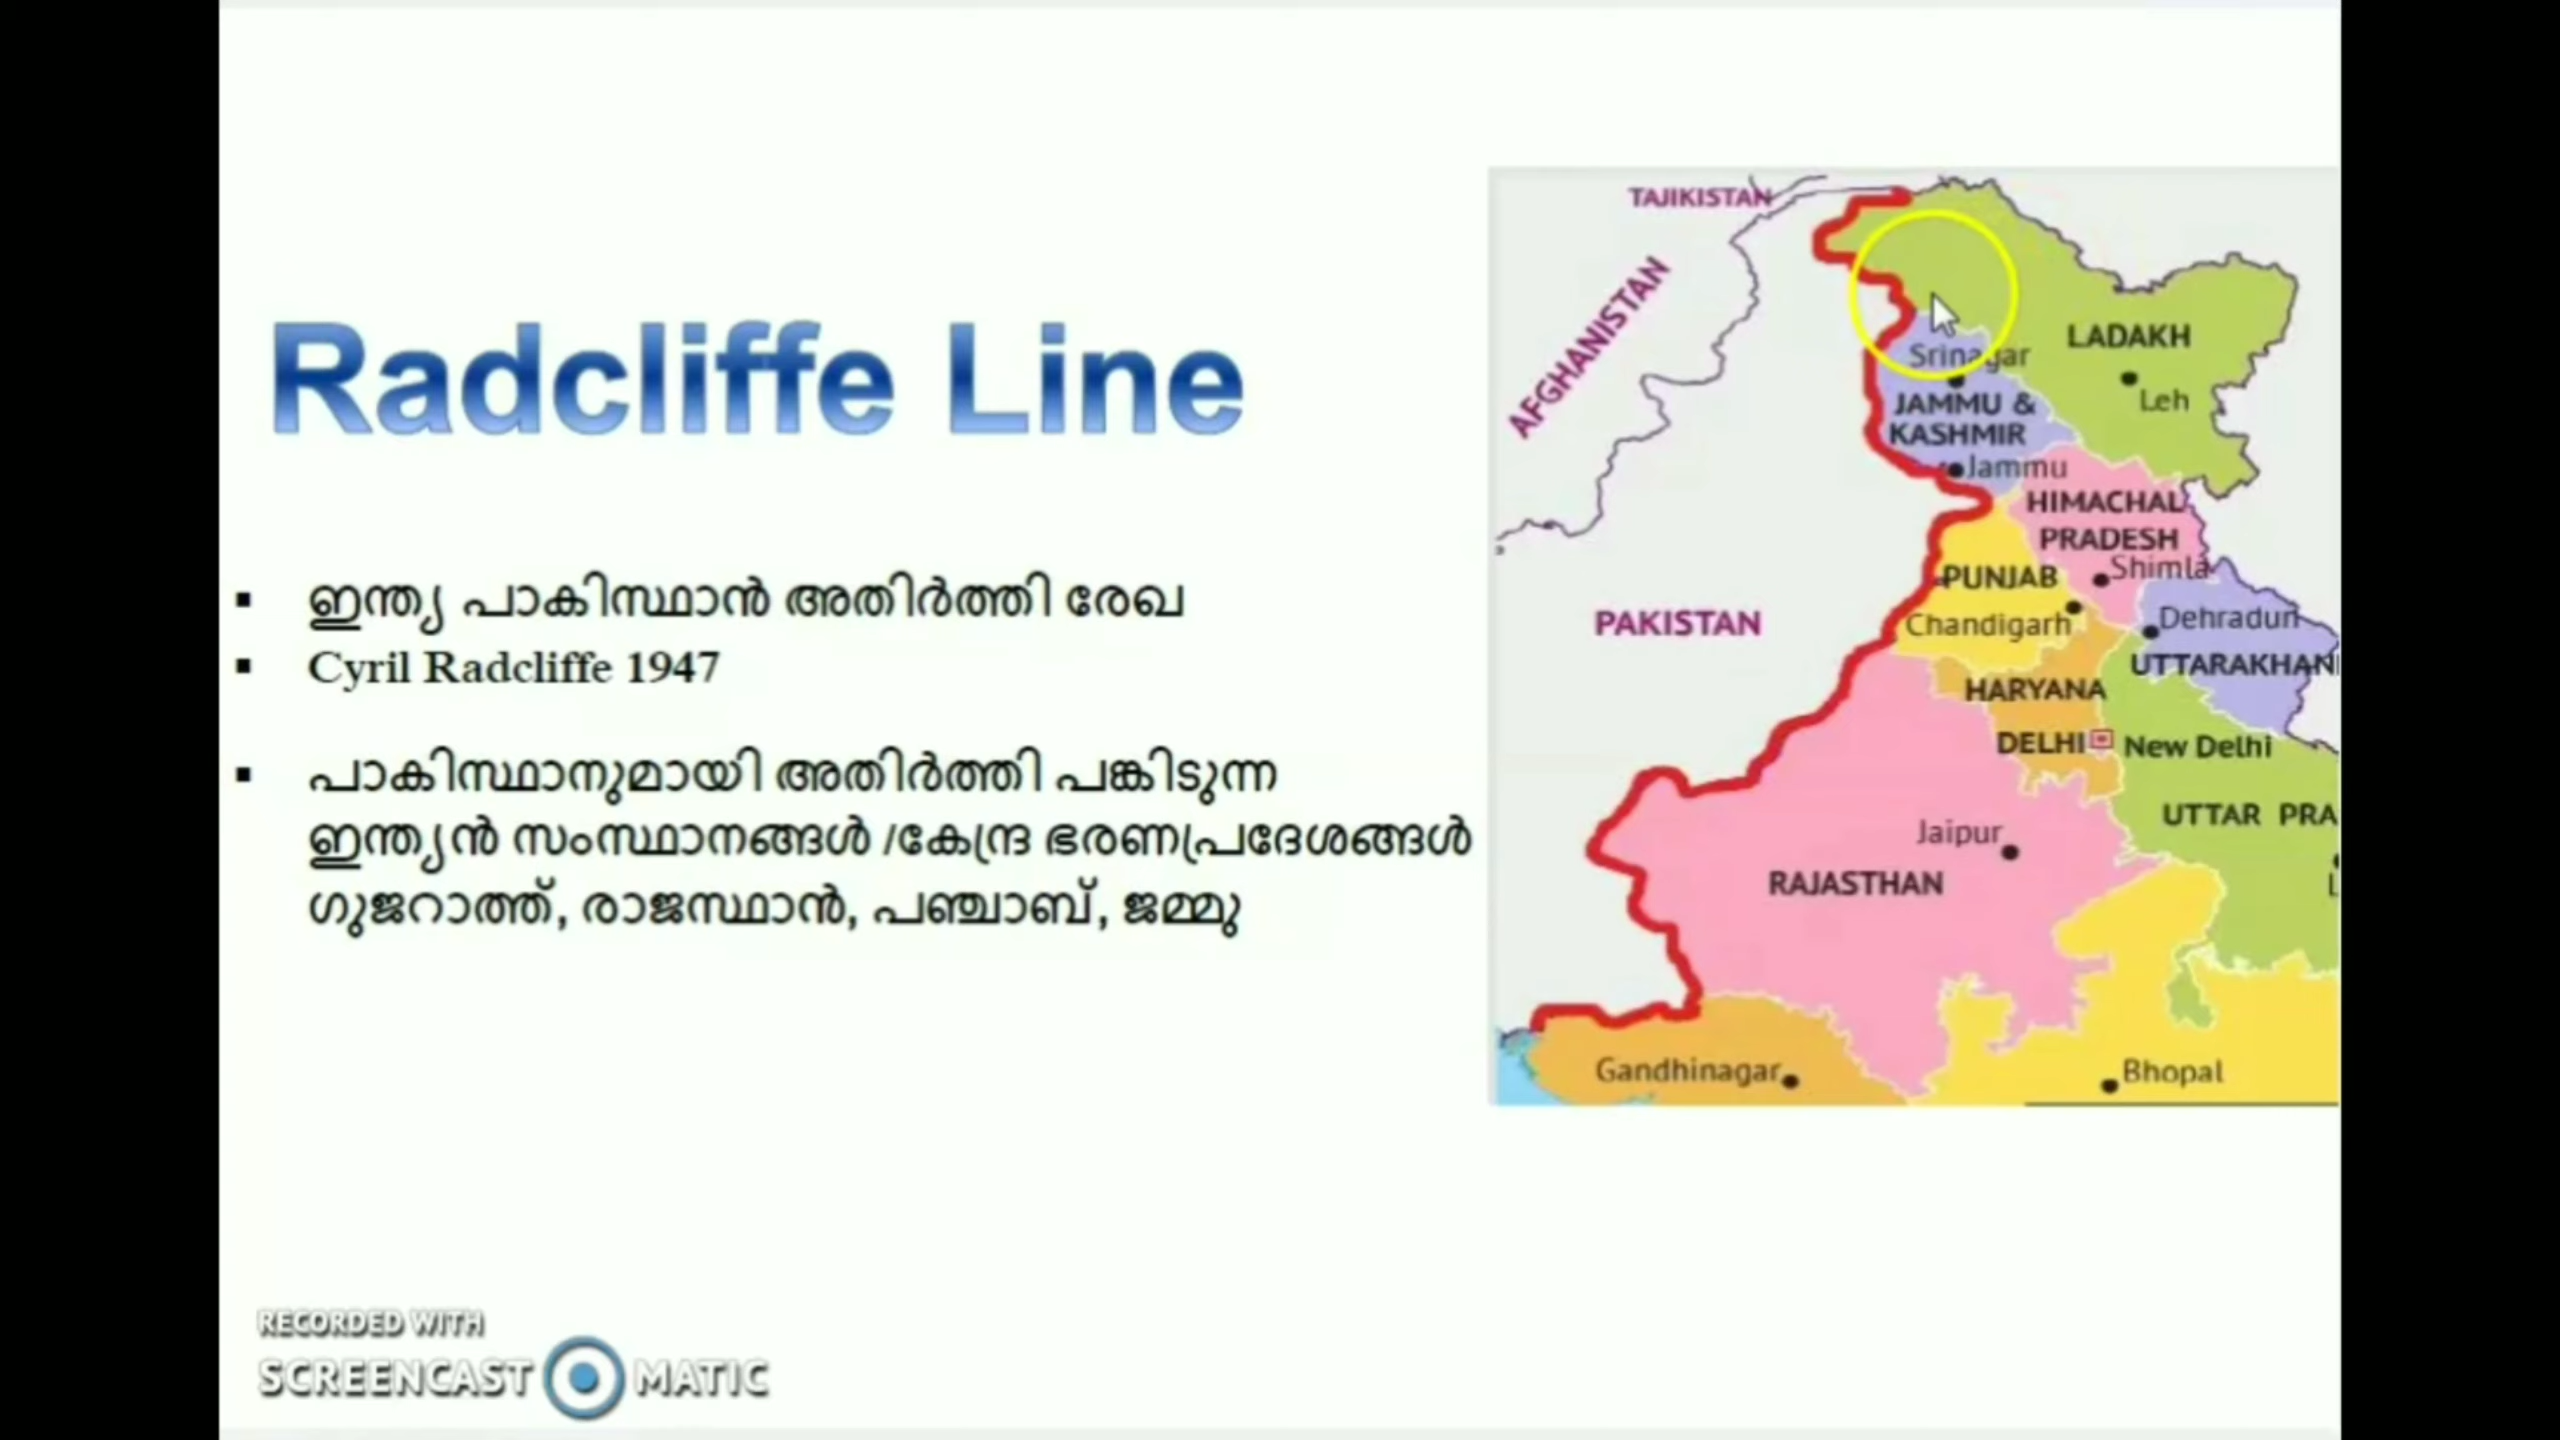 Radcliffe Line
ഇന്ത്യ പാകിസ്ഥാൻ അതിർത്തി രേഖ
Cyril Radcliffe 1947
പാകിസ്ഥാനുമായി അതിർത്തി പങ്കിടുന്ന
ഇന്ത്യൻ സംസ്ഥാനങ്ങൾ /കേന്ദ്ര ഭരണപ്രദേശങ്ങൾ
ഗുജറാത്ത്, രാജസ്ഥാൻ, പഞ്ചാബ്, ജമ്മു
TAJIKISTAN
AFGHANISTAN
LADAKH
Srinagar
Leh
JAMMU &
KASHMIR
Jammu
HIMACHAL
PRADESH
Shimla
PUNJAB
Chandigarh
PAKISTAN
Dehradun
UTTARAKHAN
HARYANA
DELHI
New Delhi
UTTAR PRA
Jaipur
RAJASTHAN
Gandhinagar
Bhopal
RECORDED WITH
SCREENCAST MATIC